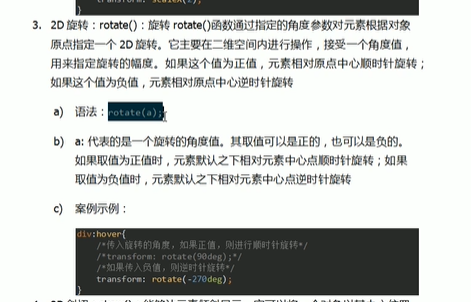 transform: scaleX(2);
}
3. 2D 旋转：rotate()：旋转 rotate()函数通过指定的角度参数对元素根据对象
原点指定一个 2D 旋转。它主要在二维空间内进行操作，接受一个角度值，
用来指定旋转的幅度。如果这个值为正值，元素相对原点中心顺时针旋转；
如果这个值为负值，元素相对原点中心逆时针旋转
a) 语法：rotate(a);
b) a: 代表的是一个旋转的角度值。其取值可以是正的，也可以是负的。
如果取值为正值时，元素默认之下相对元素中心点顺时针旋转；如果
取值为负值时，元素默认之下相对元素中心点逆时针旋转
c) 案例示例：
div:hover{
/*传入旋转的角度，如果正值，则进行顺时针旋转*/
/*transform: rotate(90deg);*/
/*如果传入负值，则逆时针旋转*/
transform: rotate(-270deg);
}